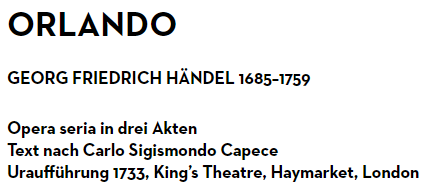 ORLANDO
GEORG FRIEDRICH HÄNDEL 1685–1759
Opera seria in drei Akten
Text nach Carlo Sigismondo Capece
Uraufführung 1733, King’s Theatre, Haymarket, London